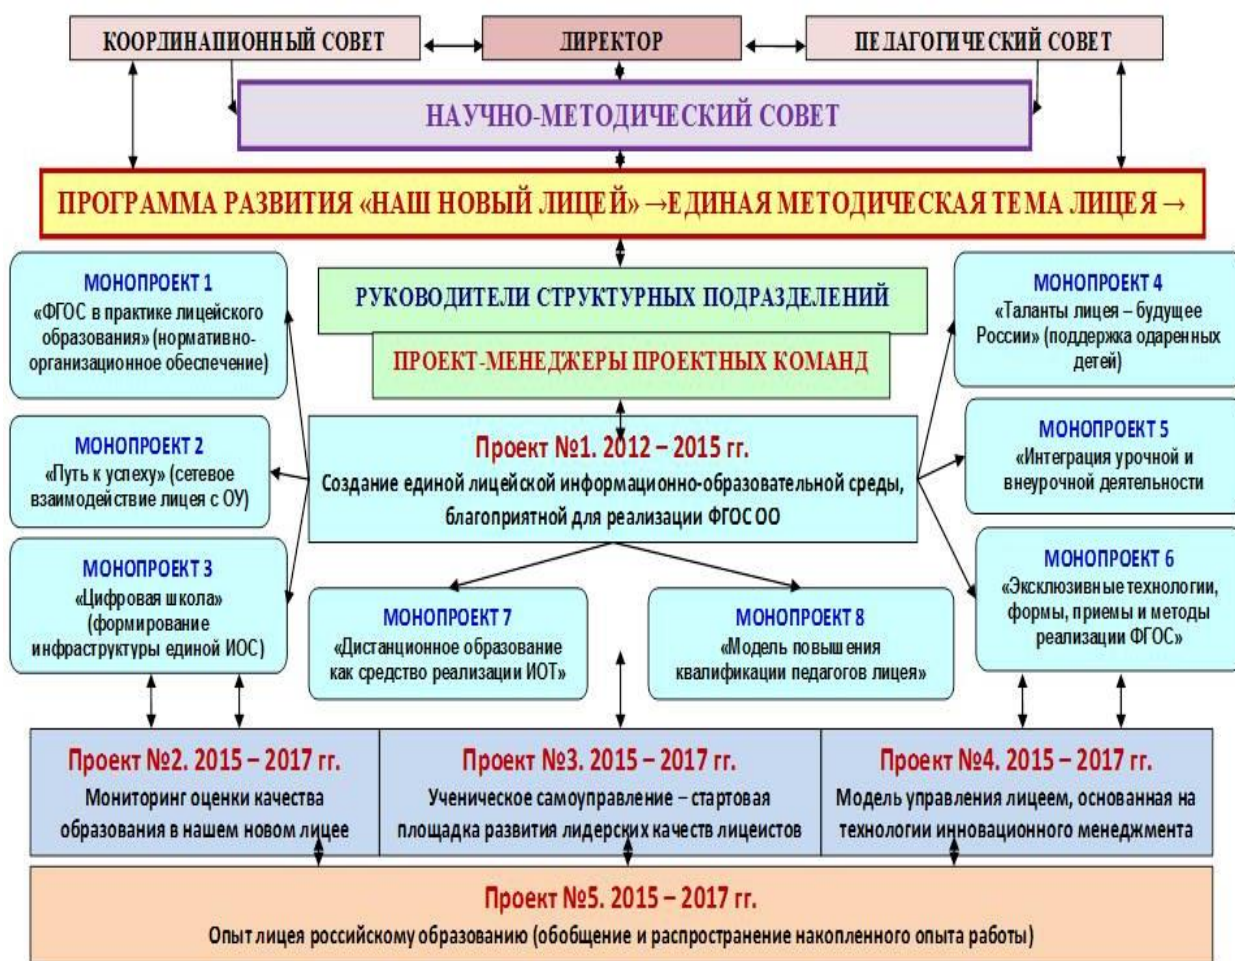 КООРДИНАЦИОННЫЙ СОВЕТ
ДИРЕКТОР
ПЕДАГОГИЧЕСКИЙ СОВЕТ
НАУЧНО-МЕТОДИЧЕСКИЙ СОВЕТ
ПРОГРАММА РАЗВИТИЯ «НАШ НОВЫЙ ЛИЦЕЙ» →ЕДИНАЯ МЕТОДИЧЕСКАЯ ТЕМА ЛИЦЕЯ →
МОНОПРОЕКТ 1
«ФГОС в практике лицейского
образования» (нормативно-
организационное обеспечение)
РУКОВОДИТЕЛИ СТРУКТУРНЫХ ПОДРАЗДЕЛЕНИЙ
ПРОЕКТ-МЕНЕДЖЕРЫ ПРОЕКТНЫХ КОМАНД
МОНОПРОЕКТ 4
«Таланты лицея – будущее
России» (поддержка одаренных
детей)
МОНОПРОЕКТ 2
«Путь к успеху» (сетевое
взаимодействие лицея с ОУ)
Проект №1. 2012 – 2015 гг.
Создание единой лицейской информационно-образовательной среды,
благоприятной для реализации ФГОС ОО
МОНОПРОЕКТ 5
«Интеграция урочной и
внеурочной деятельности
МОНОПРОЕКТ 3
«Цифровая школа»
(формирование
инфраструктуры единой ИОС)
МОНОПРОЕКТ 7
«Дистанционное образование
как средство реализации ИОТ»
МОНОПРОЕКТ 8
«Модель повышения
квалификации педагогов лицея»
МОНОПРОЕКТ 6
«Эксклюзивные технологии,
формы, приемы и методы
реализации ФГОС»
Проект №2. 2015 – 2017 гг.
Мониторинг оценки качества
образования в нашем новом лицее
Проект №3. 2015 – 2017 гг.
Ученическое самоуправление – стартовая
площадка развития лидерских качеств лицеистов
Проект №4. 2015 – 2017 гг.
Модель управления лицеем, основанная на
технологии инновационного менеджмента
Проект №5. 2015 – 2017 гг.
Опыт лицея российскому образованию (обобщение и распространение накопленного опыта работы)